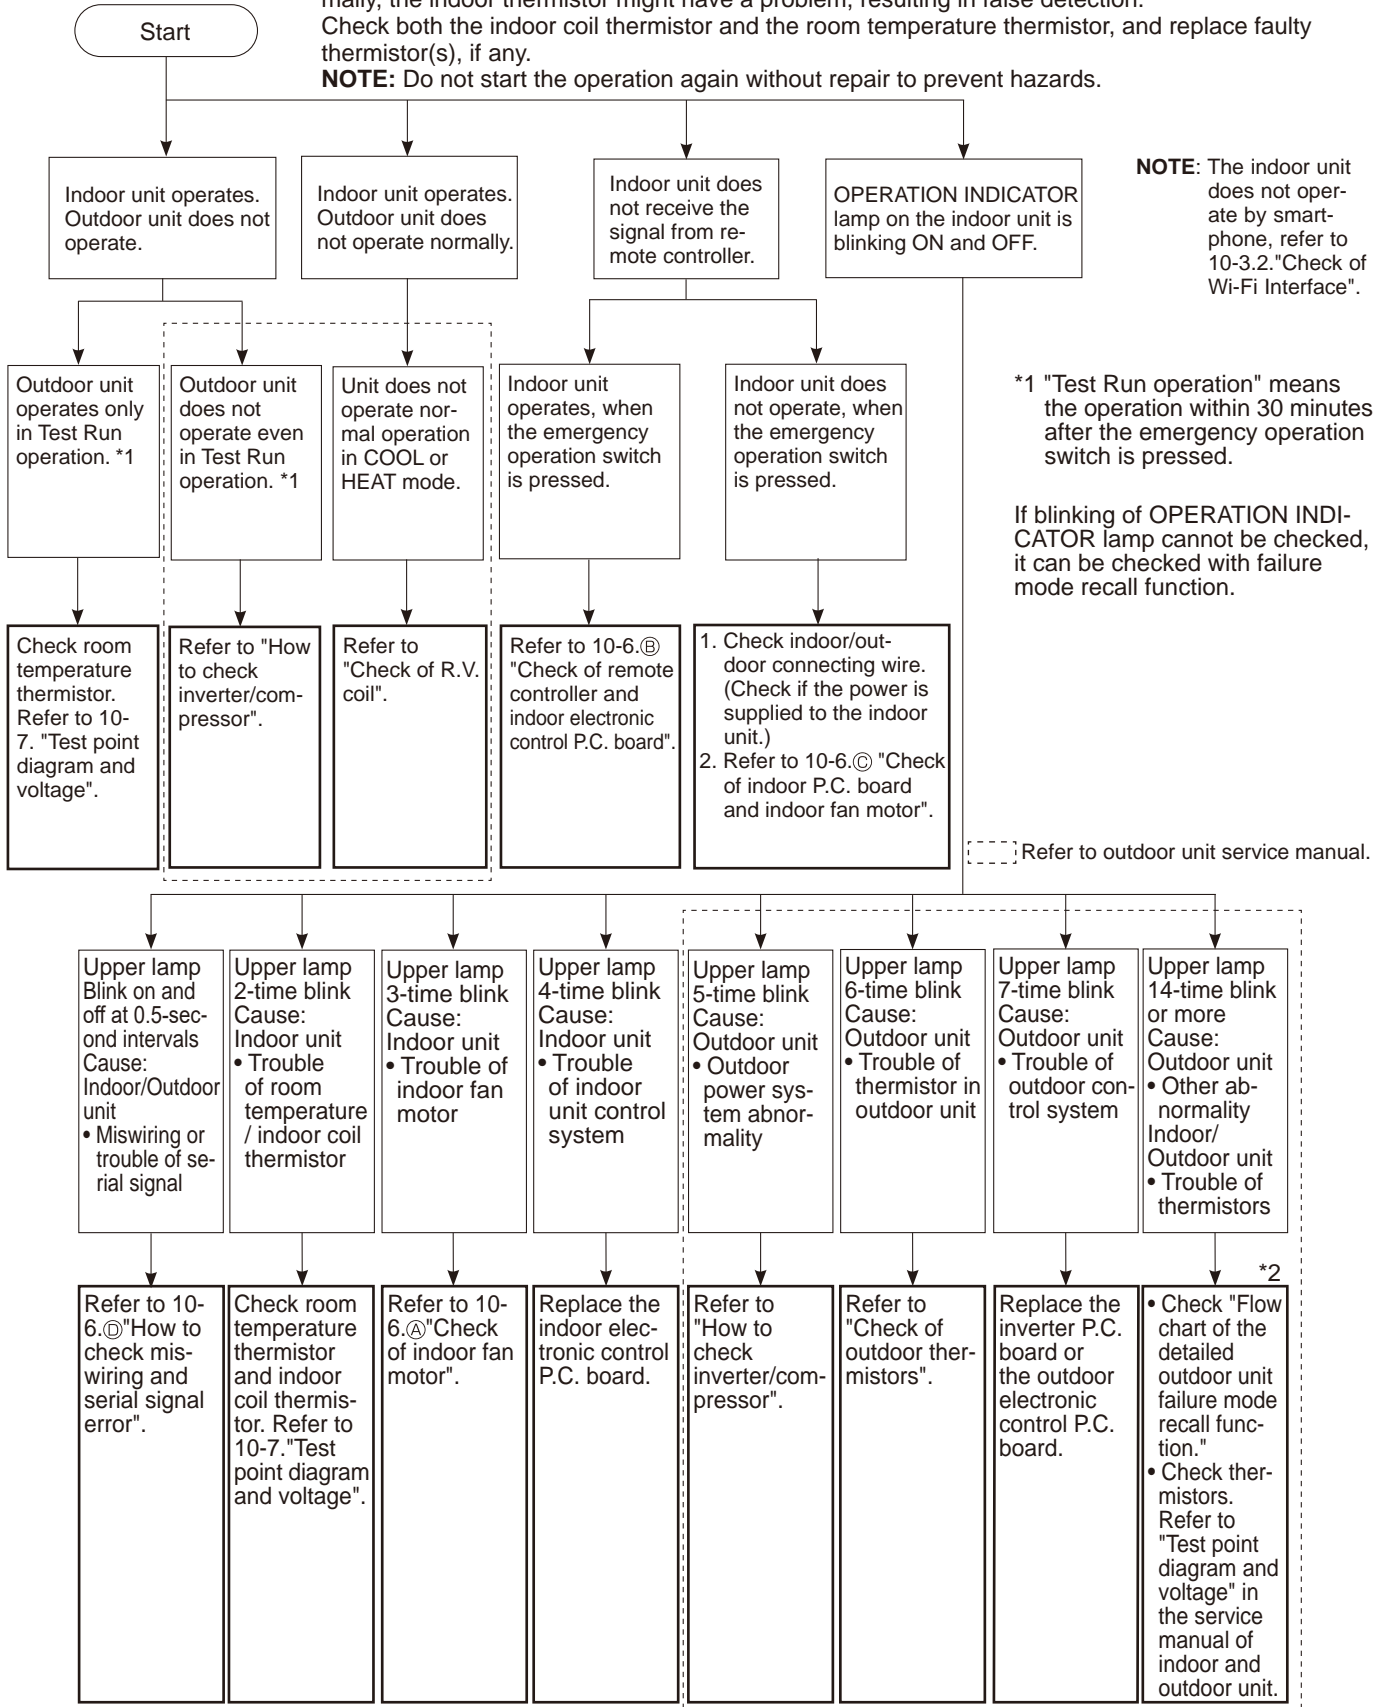 mally, the indoor thermistor might have a problem, resulting in false detection.
Check both the indoor coil thermistor and the room temperature thermistor, and replace faulty
thermistor(s), if any.
NOTE: Do not start the operation again without repair to prevent hazards.
Start
Indoor unit operates.
Outdoor unit does not
operate.
Indoor unit operates.
Outdoor unit does
not operate normally.
Indoor unit does
not receive the
signal from re-
mote controller.
OPERATION INDICATOR
lamp on the indoor unit is
blinking ON and OFF.
NOTE: The indoor unit
does not oper-
ate by smart-
phone, refer to
10-3.2."Check of
Wi-Fi Interface".
Outdoor unit
operates only
in Test Run
operation. *1
Outdoor unit
does not
operate even
in Test Run
operation. *1
Unit does not
operate nor-
mal operation
in COOL or
HEAT mode.
Indoor unit
operates, when
the emergency
operation switch
is pressed.
Indoor unit does
not operate, when
the emergency
operation switch
is pressed.
*1 "Test Run operation" means
the operation within 30 minutes
after the emergency operation
switch is pressed.
If blinking of OPERATION INDI-
CATOR lamp cannot be checked,
it can be checked with failure
mode recall function.
Check room
temperature
thermistor.
Refer to 10-
7. "Test point
diagram and
voltage".
Refer to "How
to check
inverter/com-
pressor".
Refer to
"Check of R.V.
coil".
Refer to 10-6.Ⓑ
"Check of remote
controller and
indoor electronic
control P.C. board".
1. Check indoor/out-
door connecting wire.
(Check if the power is
supplied to the indoor
unit.)
2. Refer to 10-6.Ⓒ "Check
of indoor P.C. board
and indoor fan motor".
Refer to outdoor unit service manual.
Upper lamp
Blink on and
off at 0.5-sec-
ond intervals
Cause:
Indoor/Outdoor
unit
• Miswiring or
trouble of se-
rial signal
Upper lamp
2-time blink
Cause:
Indoor unit
• Trouble
of room
temperature
/ indoor coil
thermistor
Upper lamp
3-time blink
Cause:
Indoor unit
• Trouble of
indoor fan
motor
Upper lamp
4-time blink
Cause:
Indoor unit
• Trouble
of indoor
unit control
system
Upper lamp
5-time blink
Cause:
Outdoor unit
• Outdoor
power sys-
tem abnor-
mality
Upper lamp
6-time blink
Cause:
Outdoor unit
• Trouble of
thermistor in
outdoor unit
Upper lamp
7-time blink
Cause:
Outdoor unit
• Trouble of
outdoor con-
trol system
Upper lamp
14-time blink
or more
Cause:
Outdoor unit
• Other ab-
normality
Indoor/
Outdoor unit
• Trouble of
thermistors
*2
Refer to 10-
6.Ⓓ"How to
check mis-
wiring and
serial signal
error".
Check room
temperature
thermistor
and indoor
coil thermis-
tor. Refer to
10-7."Test
point diagram
and voltage".
Refer to 10-
6.Ⓐ"Check
of indoor fan
motor".
Replace the
indoor elec-
tronic control
P.C. board.
Refer to
"How to
check
inverter/com-
pressor".
Refer to
"Check of
outdoor ther-
mistors".
Replace the
inverter P.C.
board or
the outdoor
electronic
control P.C.
board.
• Check "Flow
chart of the
detailed
outdoor unit
failure mode
recall func-
tion."
• Check ther-
mistors.
Refer to
"Test point
diagram and
voltage" in
the service
manual of
indoor and
outdoor unit.